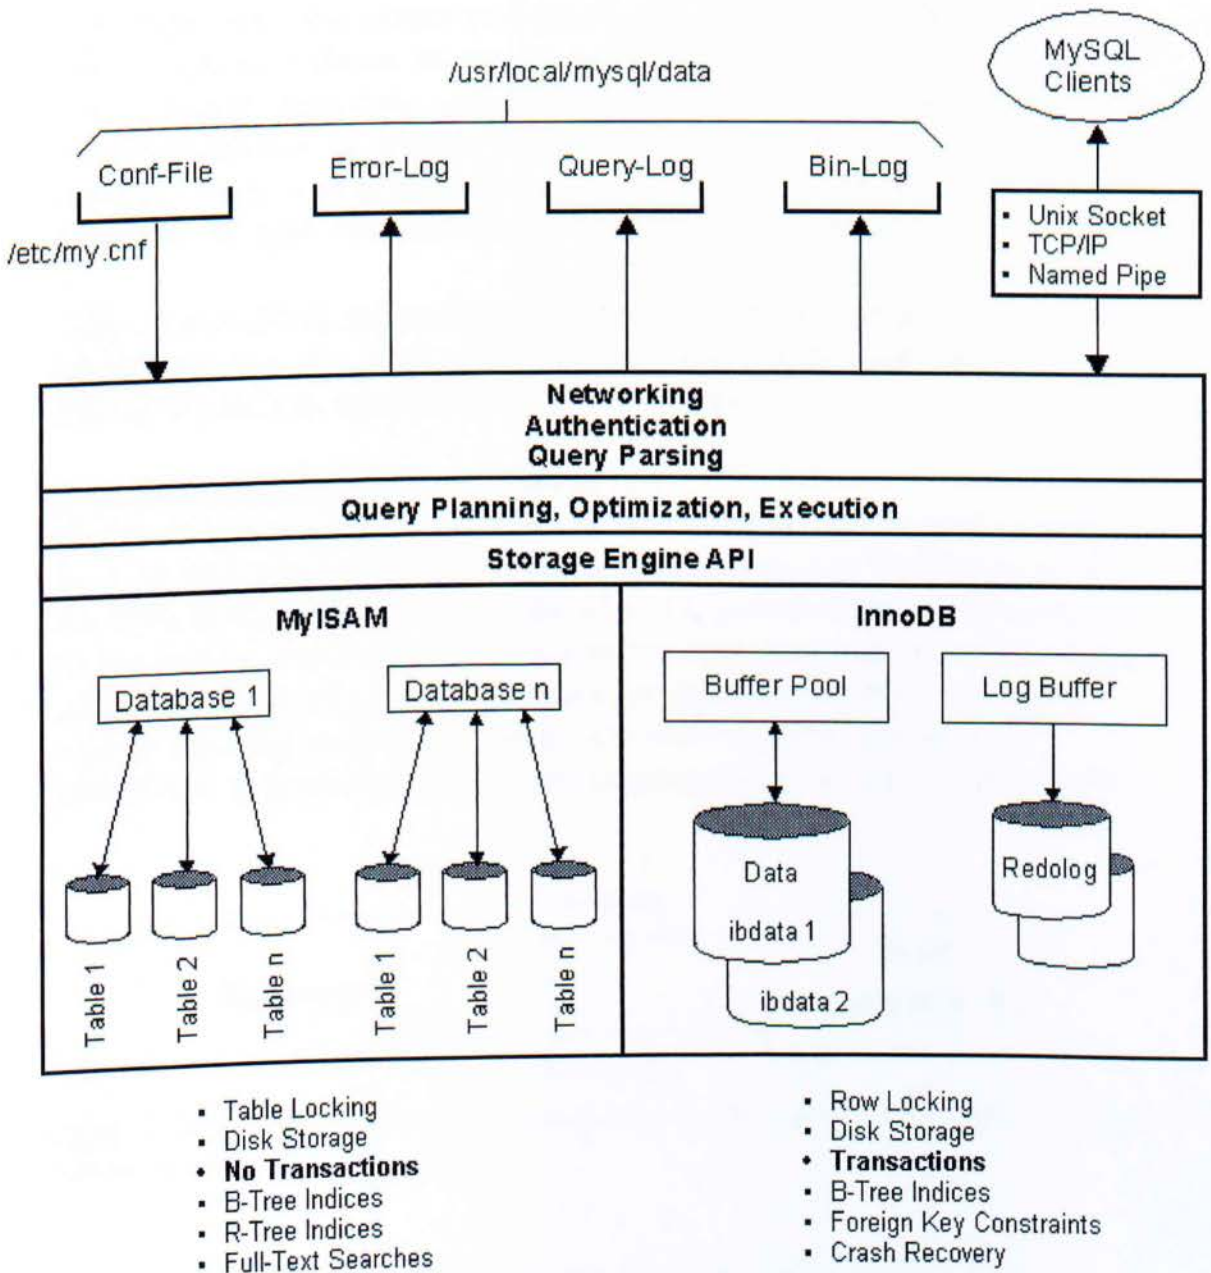 /usr/local/mysql/data
MySQL
Clients
Conf-File
Error-Log
Query-Log
Bin-Log
/etc/my.cnf
▪ Unix Socket
▪ TCP/IP
▪ Named Pipe
Networking
Authentication
Query Parsing
Query Planning, Optimization, Execution
Storage Engine API
MyISAM
Database 1
Database n
Table 1
Table 2
Table n
Table 1
Table 2
Table n
InnoDB
Buffer Pool
Log Buffer
Data
ibdata 1
ibdata 2
Redolog
▪ Table Locking
▪ Disk Storage
• No Transactions
▪ B-Tree Indices
▪ R-Tree Indices
▪ Full-Text Searches
▪ Row Locking
▪ Disk Storage
• Transactions
▪ B-Tree Indices
▪ Foreign Key Constraints
▪ Crash Recovery